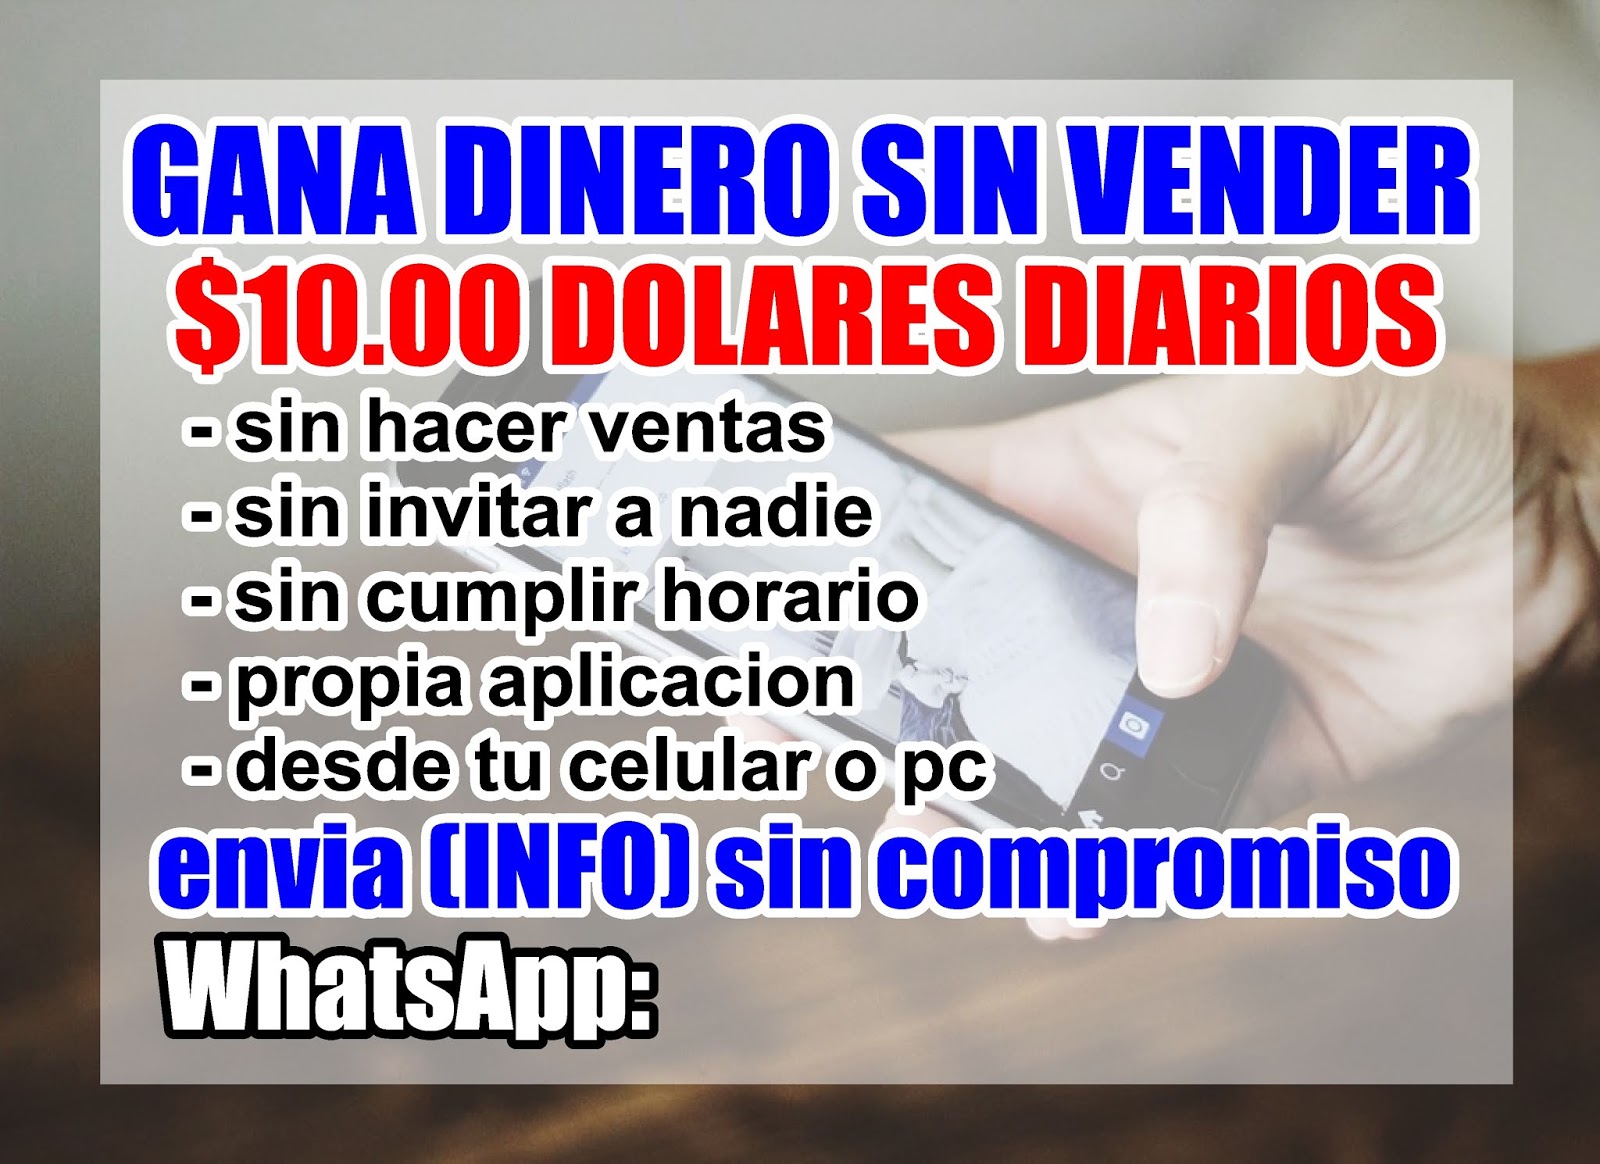 GANA DINERO SIN VENDER
$10.00 DOLARES DIARIOS
- sin hacer ventas
- sin invitar a nadie
- sin cumplir horario
- propia aplicacion
- desde tu celular o pc
envia (INFO) sin compromiso
WhatsApp: